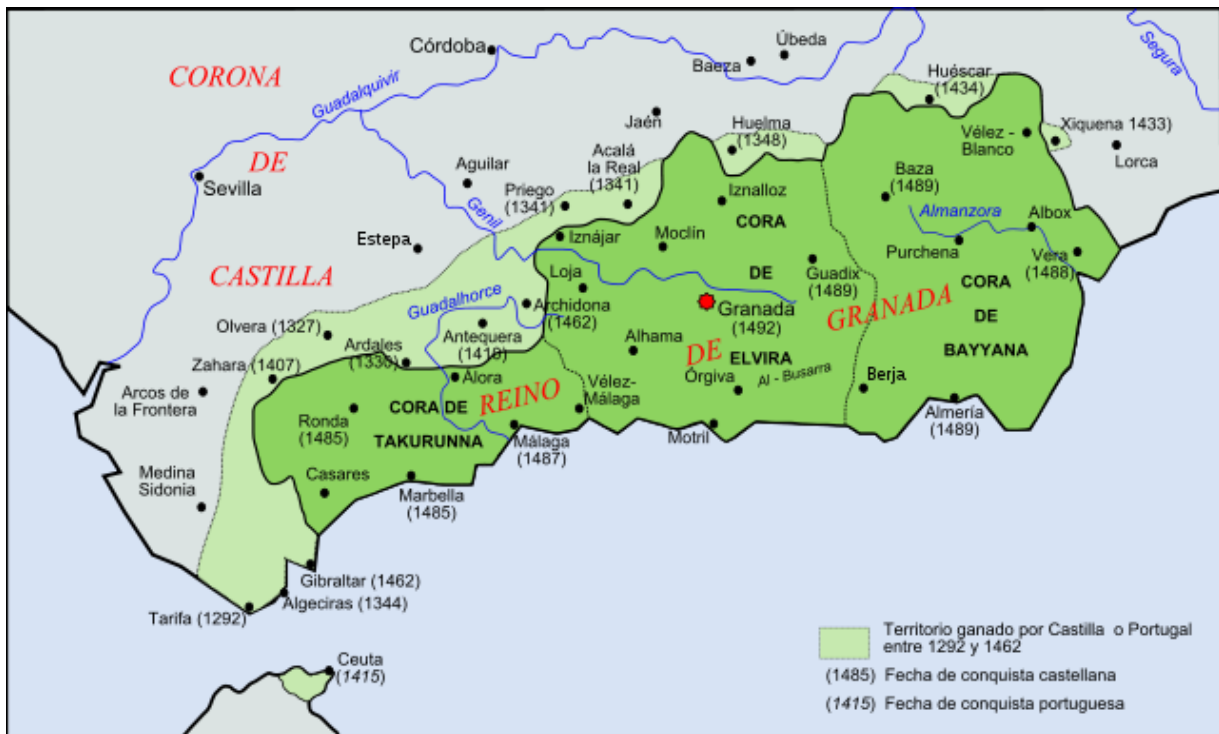 CORONA
DE
CASTILLA
Córdoba
Úbeda
Baeza
Guadalquivir
Segura
Huéscar
(1434)
Jaén
Huelma
(1348)
Vélez -
Blanco
Xiquena 1433)
Lorca
Sevilla
Aguilar
Acalá
la Real
(1341)
Priego
(1341)
Genil
Iznalloz
Baza
(1489)
Almanzora
Albox
Estepa
Iznájar
Moclín
CORA
DE
ELVIRA
Purchena
Vera
(1488)
Loja
Guadix
(1489)
CORA
DE
BAYYANA
Guadalhorce
Archidona
(1462)
Granada
(1492)
REINO
DE
GRANADA
Olvera (1327)
Antequera
(1410)
Ardales
(1330)
Alhama
Zahara (1407)
Arcos de
la Frontera
Álora
Órgiva
Al - Busarra
Berja
Vélez-
Málaga
Ronda
(1485)
CORA DE
TAKURUNNA
Málaga
(1487)
Motril
Almería
(1489)
Medina
Sidonia
Casares
Marbella
(1485)
Gibraltar (1462)
Algeciras (1344)
Tarifa (1292)
Ceuta
(1415)
Territorio ganado por Castilla o Portugal
entre 1292 y 1462
(1485) Fecha de conquista castellana
(1415) Fecha de conquista portuguesa